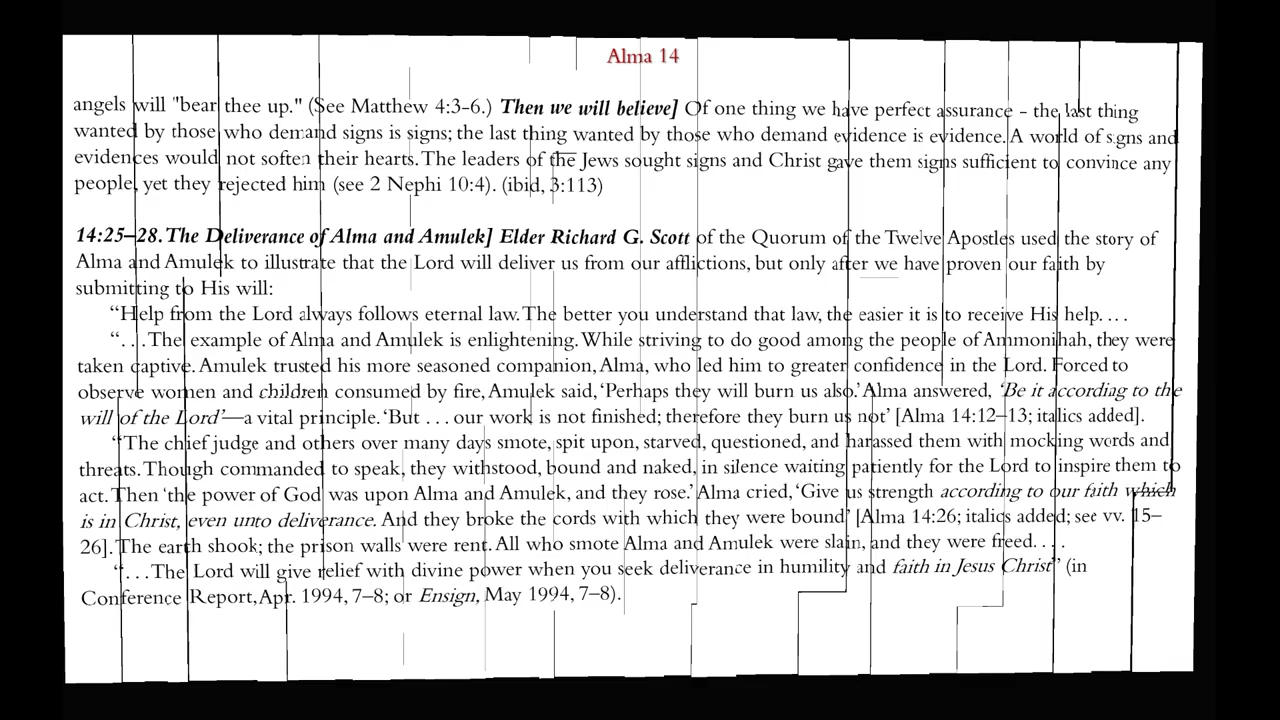 Alma 14
angels will "bear thee up." (See Matthew 4:3-6.) Then we will believe] Of one thing we have perfect assurance - the last thing
wanted by those who demand signs is signs; the last thing wanted by those who demand evidence is evidence. A world of signs and
evidences would not soften their hearts. The leaders of the Jews sought signs and Christ gave them signs sufficient to convince any
people, yet they rejected him (see 2 Nephi 10:4). (ibid, 3:113)
14:25–28. The Deliverance of Alma and Amulek] Elder Richard G. Scott of the Quorum of the Twelve Apostles used the story of
Alma and Amulek to illustrate that the Lord will deliver us from our afflictions, but only after we have proven our faith by
submitting to His will:
“Help from the Lord always follows eternal law. The better you understand that law, the easier it is to receive His help. . . .
“. . . The example of Alma and Amulek is enlightening. While striving to do good among the people of Ammonihah, they were
taken captive. Amulek trusted his more seasoned companion, Alma, who led him to greater confidence in the Lord. Forced to
observe women and children consumed by fire, Amulek said, ‘Perhaps they will burn us also.’ Alma answered, ‘Be it according to the
will of the Lord’—a vital principle. ‘But . . . our work is not finished; therefore they burn us not’ [Alma 14:12–13; italics added].
“The chief judge and others over many days smote, spit upon, starved, questioned, and harassed them with mocking words and
threats. Though commanded to speak, they withstood, bound and naked, in silence waiting patiently for the Lord to inspire them to
act. Then ‘the power of God was upon Alma and Amulek, and they rose.’ Alma cried, ‘Give us strength according to our faith which
is in Christ, even unto deliverance. And they broke the cords with which they were bound’ [Alma 14:26; italics added; see vv. 15–
26]. The earth shook; the prison walls were rent. All who smote Alma and Amulek were slain, and they were freed. . . .
“. . . The Lord will give relief with divine power when you seek deliverance in humility and faith in Jesus Christ” (in
Conference Report, Apr. 1994, 7–8; or Ensign, May 1994, 7–8).